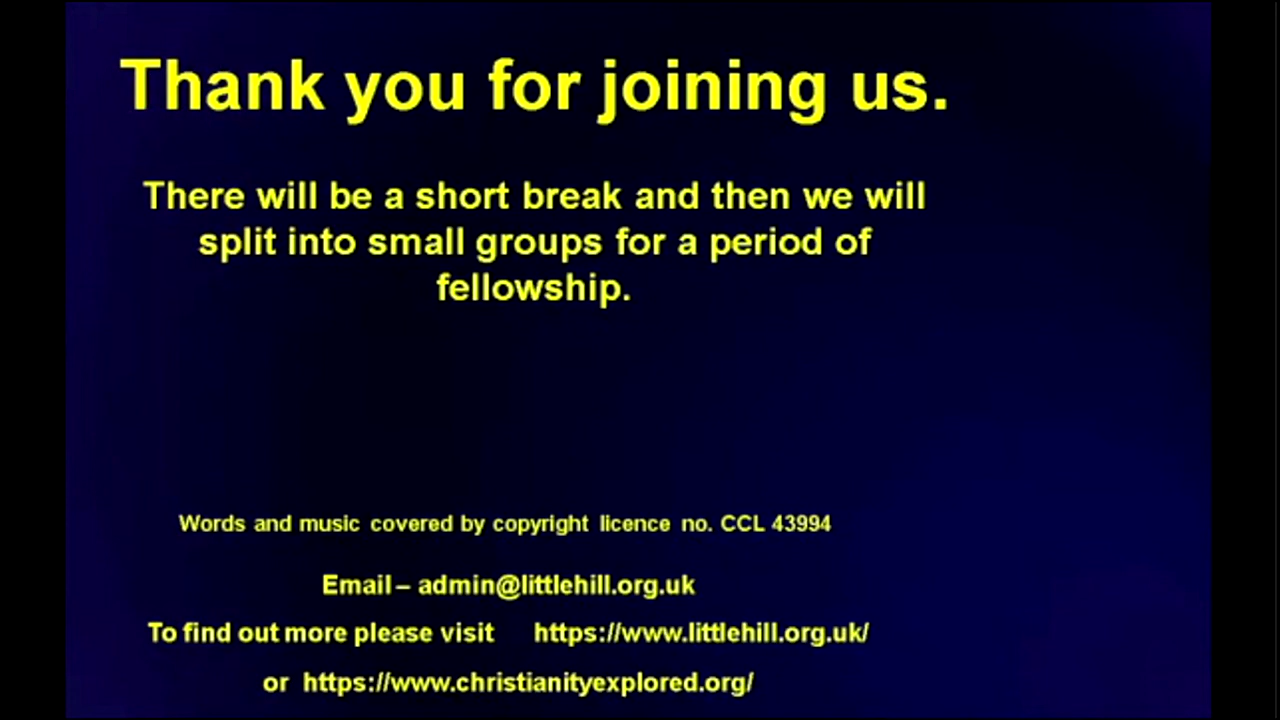 Thank you for joining us.
There will be a short break and then we will
split into small groups for a period of
fellowship.
Words and music covered by copyright licence no. CCL 43994
Email – admin@littlehill.org.uk
To find out more please visit https://www.littlehill.org.uk/
or https://www.christianityexplored.org/